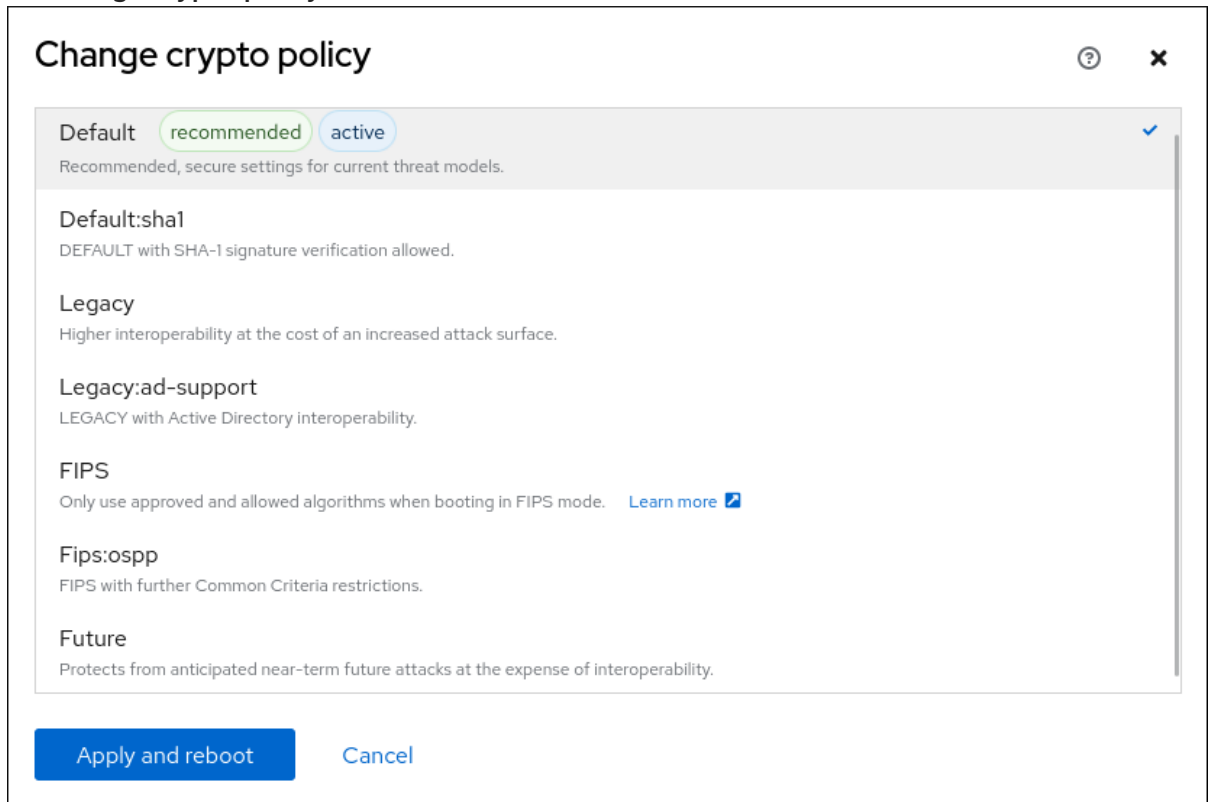 Change crypto policy
Default recommended active
Recommended, secure settings for current threat models.
Default:sha1
DEFAULT with SHA-1 signature verification allowed.
Legacy
Higher interoperability at the cost of an increased attack surface.
Legacy:ad-support
LEGACY with Active Directory interoperability.
FIPS
Only use approved and allowed algorithms when booting in FIPS mode. Learn more
Fips:ospp
FIPS with further Common Criteria restrictions.
Future
Protects from anticipated near-term future attacks at the expense of interoperability.
Apply and reboot Cancel